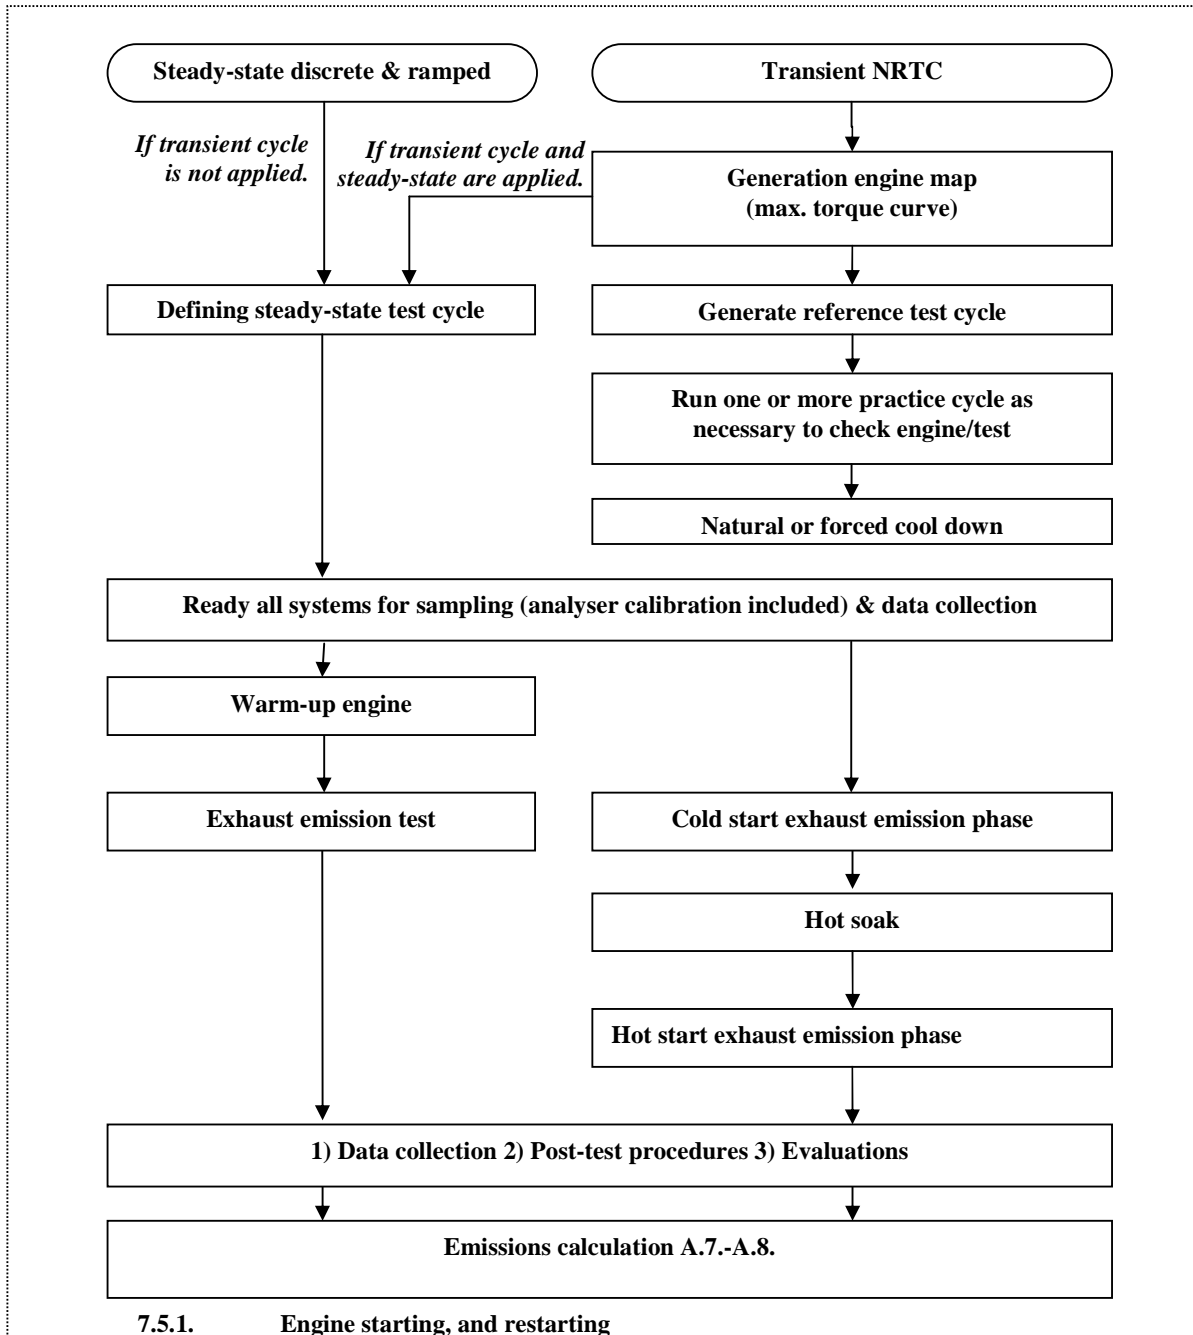 Steady-state discrete & ramped
Transient NRTC
If transient cycle
is not applied.
If transient cycle and
steady-state are applied.
Generation engine map
(max. torque curve)
Defining steady-state test cycle
Generate reference test cycle
Run one or more practice cycle as
necessary to check engine/test
Natural or forced cool down
Ready all systems for sampling (analyser calibration included) & data collection
Warm-up engine
Exhaust emission test
Cold start exhaust emission phase
Hot soak
Hot start exhaust emission phase
1) Data collection 2) Post-test procedures 3) Evaluations
Emissions calculation A.7.-A.8.
7.5.1. Engine starting, and restarting